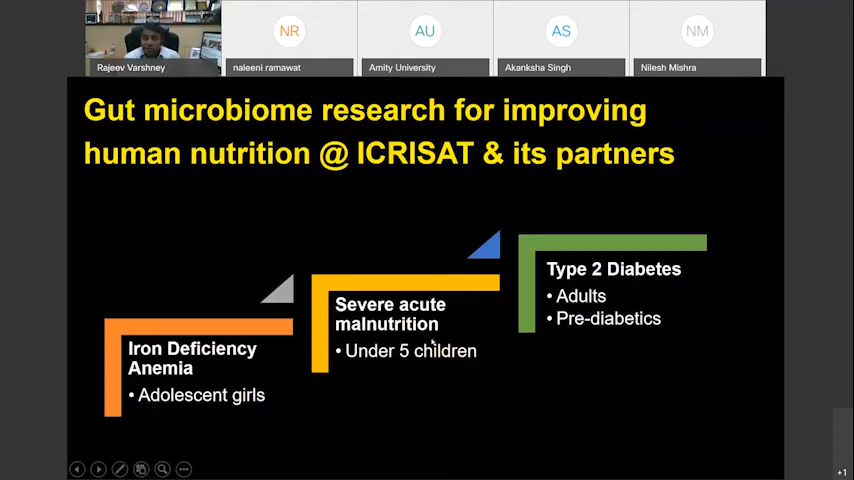 NR
AU
AS
NM
Rajeev Varshney
naleeni ramawat
Amity University
Akanksha Singh
Nilesh Mishra
Gut microbiome research for improving
human nutrition @ ICRISAT & its partners
Iron Deficiency
Anemia
• Adolescent girls
Severe acute
malnutrition
• Under 5 children
Type 2 Diabetes
• Adults
• Pre-diabetics
+1